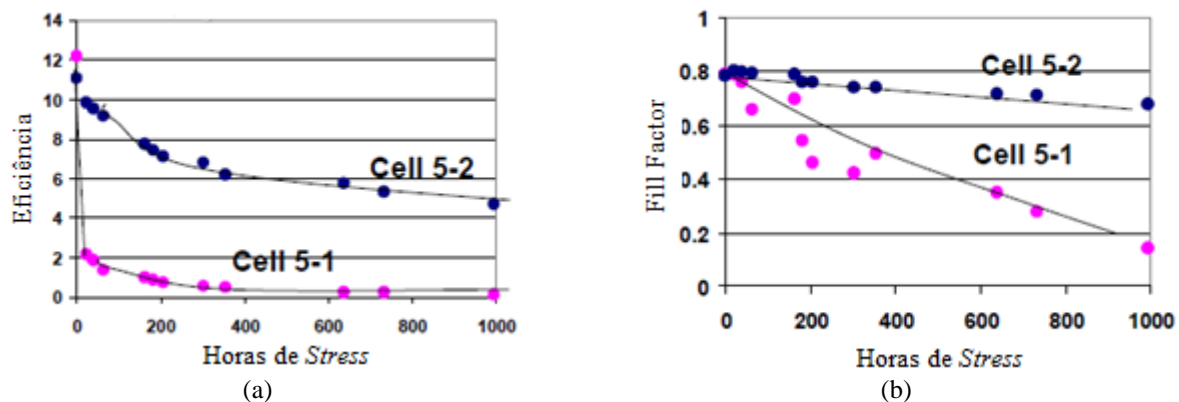 14
12
10
8
6
4
2
0
Eficiência
Cell 5-2
Cell 5-1
0 200 400 600 800 1000
Horas de Stress
(a)
1
0.8
0.6
0.4
0.2
0
Fill Factor
Cell 5-2
Cell 5-1
0 200 400 600 800 1000
Horas de Stress
(b)